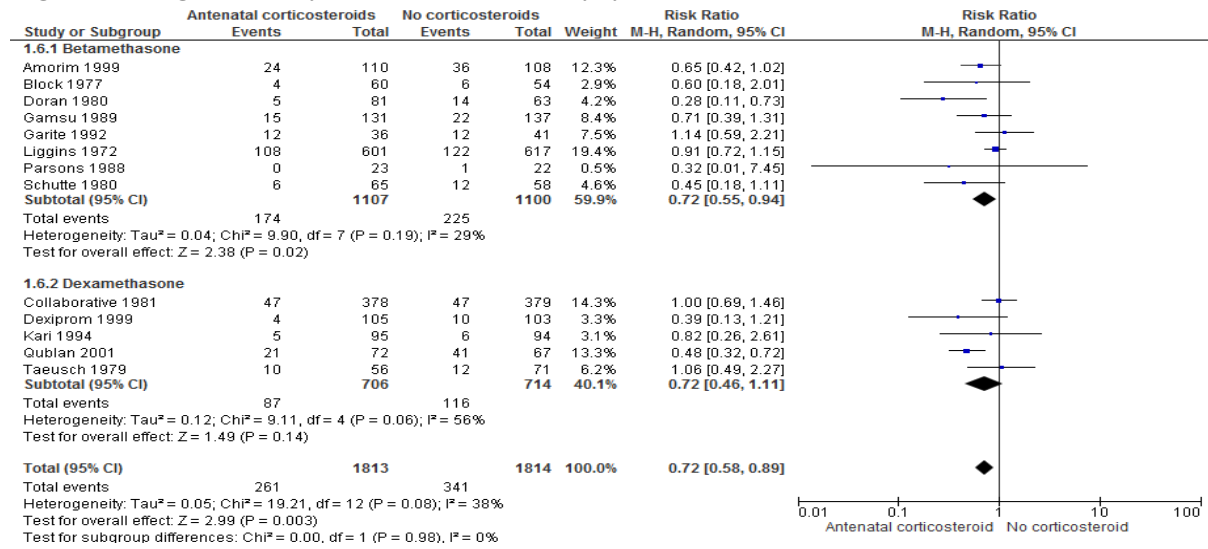 Antenatal corticosteroids No corticosteroids Risk Ratio Risk Ratio
Study or Subgroup Events Total Events Total Weight M-H, Random, 95% CI M-H, Random, 95% CI
1.6.1 Betamethasone
Amorim 1999 24 110 36 108 12.3% 0.65 [0.42, 1.02]
Block 1977 4 60 6 54 2.9% 0.60 [0.18, 2.01]
Doran 1980 5 81 14 63 4.2% 0.28 [0.11, 0.73]
Gamsu 1989 15 131 22 137 8.4% 0.71 [0.39, 1.31]
Garite 1992 12 36 12 41 7.5% 1.14 [0.59, 2.21]
Liggins 1972 108 601 122 617 19.4% 0.91 [0.72, 1.15]
Parsons 1988 0 23 1 22 0.5% 0.32 [0.01, 7.45]
Schutte 1980 6 65 12 58 4.6% 0.45 [0.18, 1.11]
Subtotal (95% CI) 1107 1100 59.9% 0.72 [0.55, 0.94]
Total events 174 225
Heterogeneity: Tau² = 0.04; Chi² = 9.90, df = 7 (P = 0.19); I² = 29%
Test for overall effect: Z = 2.38 (P = 0.02)
1.6.2 Dexamethasone
Collaborative 1981 47 378 47 379 14.3% 1.00 [0.69, 1.46]
Dexiprom 1999 4 105 10 103 3.3% 0.39 [0.13, 1.21]
Kari 1994 5 95 6 94 3.1% 0.82 [0.26, 2.61]
Qublan 2001 21 72 41 67 13.3% 0.48 [0.32, 0.72]
Taeusch 1979 10 56 12 71 6.2% 1.06 [0.49, 2.27]
Subtotal (95% CI) 706 714 40.1% 0.72 [0.46, 1.11]
Total events 87 116
Heterogeneity: Tau² = 0.12; Chi² = 9.11, df = 4 (P = 0.06); I² = 56%
Test for overall effect: Z = 1.49 (P = 0.14)
Total (95% CI) 1813 1814 100.0% 0.72 [0.58, 0.89]
Total events 261 341
Heterogeneity: Tau² = 0.05; Chi² = 19.21, df = 12 (P = 0.08); I² = 38%
Test for overall effect: Z = 2.99 (P = 0.003)
Test for subgroup differences: Chi² = 0.00, df = 1 (P = 0.98), I² = 0%
0.01 0.1 1 10 100
Antenatal corticosteroid No corticosteroid